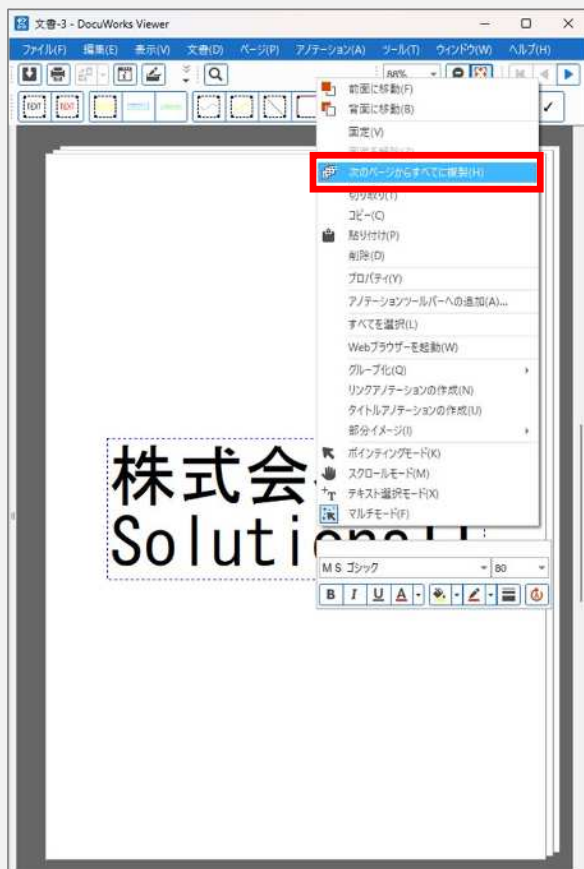 文書-3 - DocuWorks Viewer
ファイル(F) 編集(E) 表示(V) 文書(D) ページ(P) アノテーション(A) ツール(T) ウィンドウ(W) ヘルプ(H)
88%
TEXT TEXT
前面に移動(F)
背面に移動(B)
固定(V)
次のページからすべてに複製(H)
切り取り(T)
コピー(C)
貼り付け(P)
削除(D)
プロパティ(Y)
アノテーションツールバーへの追加(A)...
すべてを選択(L)
Webブラウザーを起動(W)
グループ化(Q)
リンクアノテーションの作成(N)
タイトルアノテーションの作成(U)
部分イメージ(I)
ポインティングモード(K)
スクロールモード(M)
テキスト選択モード(X)
マルチモード(F)
株式会
Solution
MS ゴシック 80
B I U A